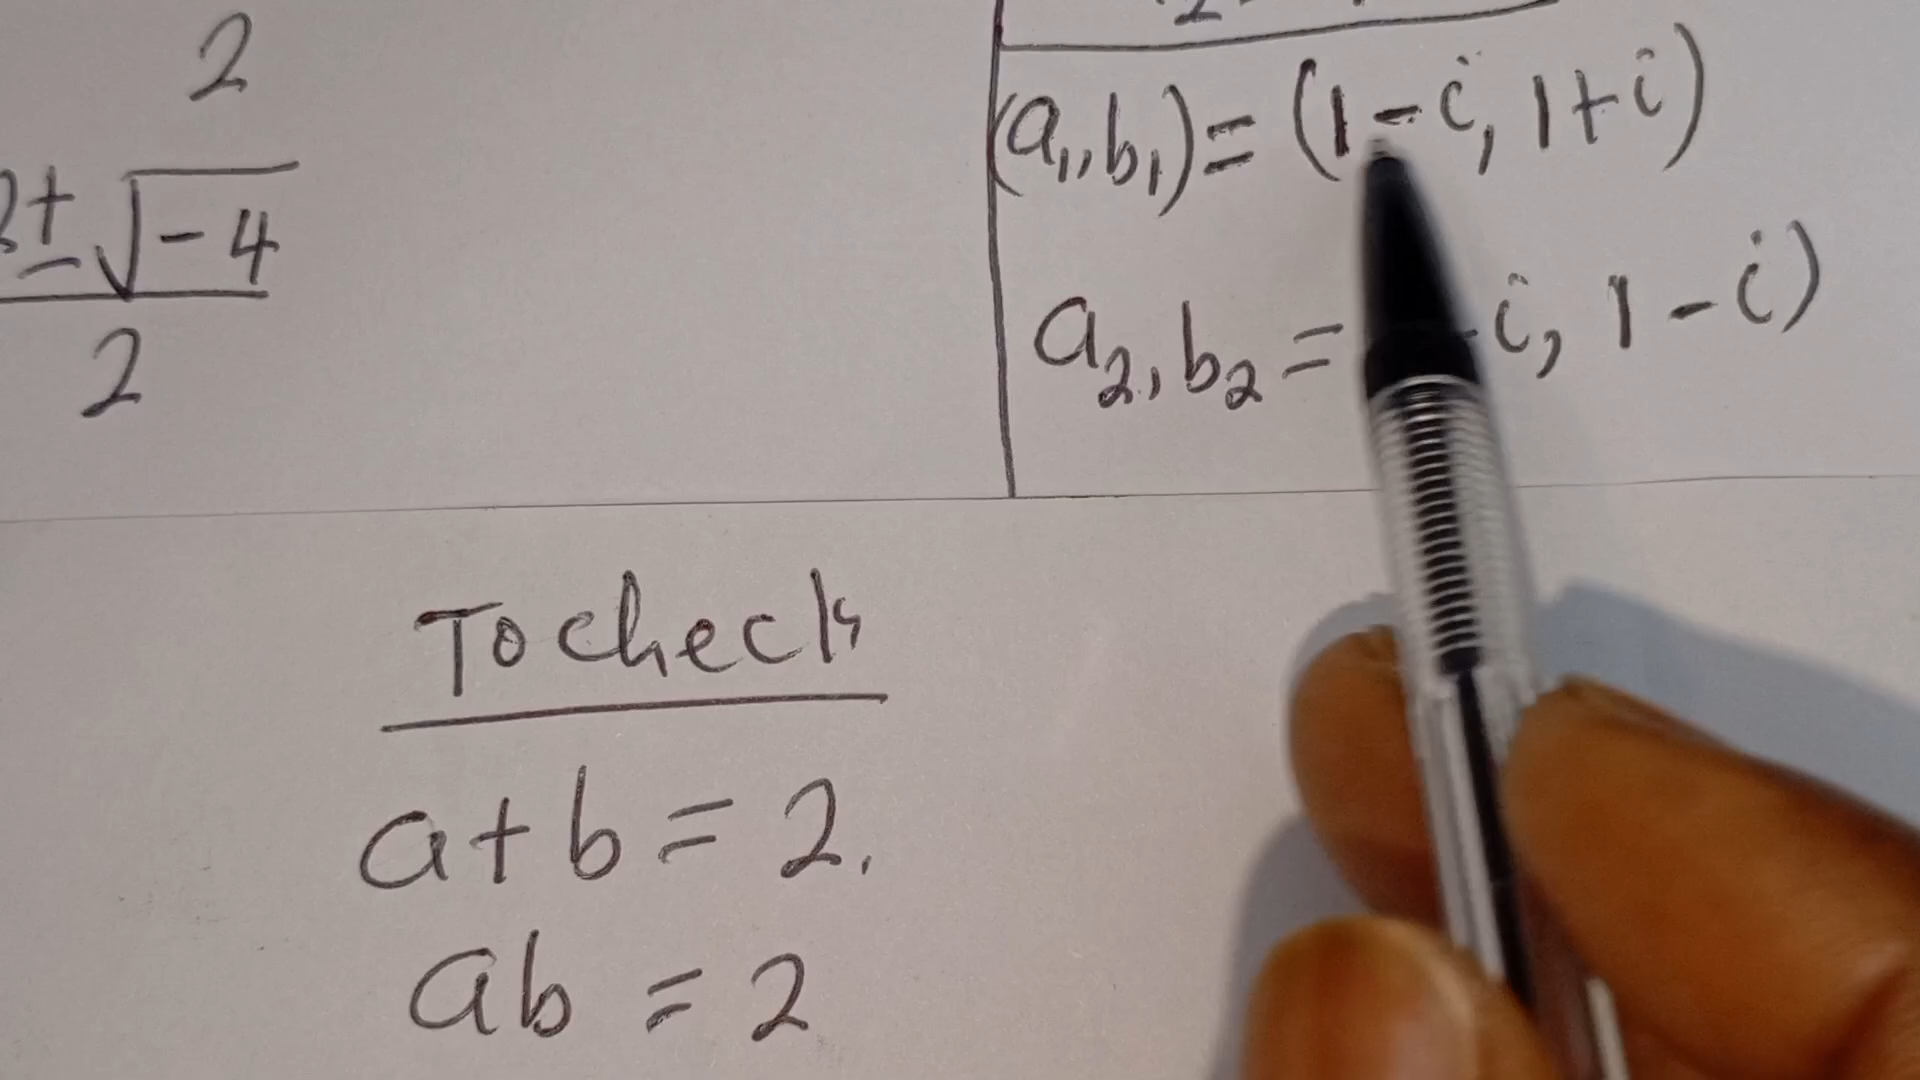 2
± √-4
2
(a₁, b₁) = (1 - i, 1 + i)
a₂, b₂ = i, 1 - i)
To check
a + b = 2.
ab = 2